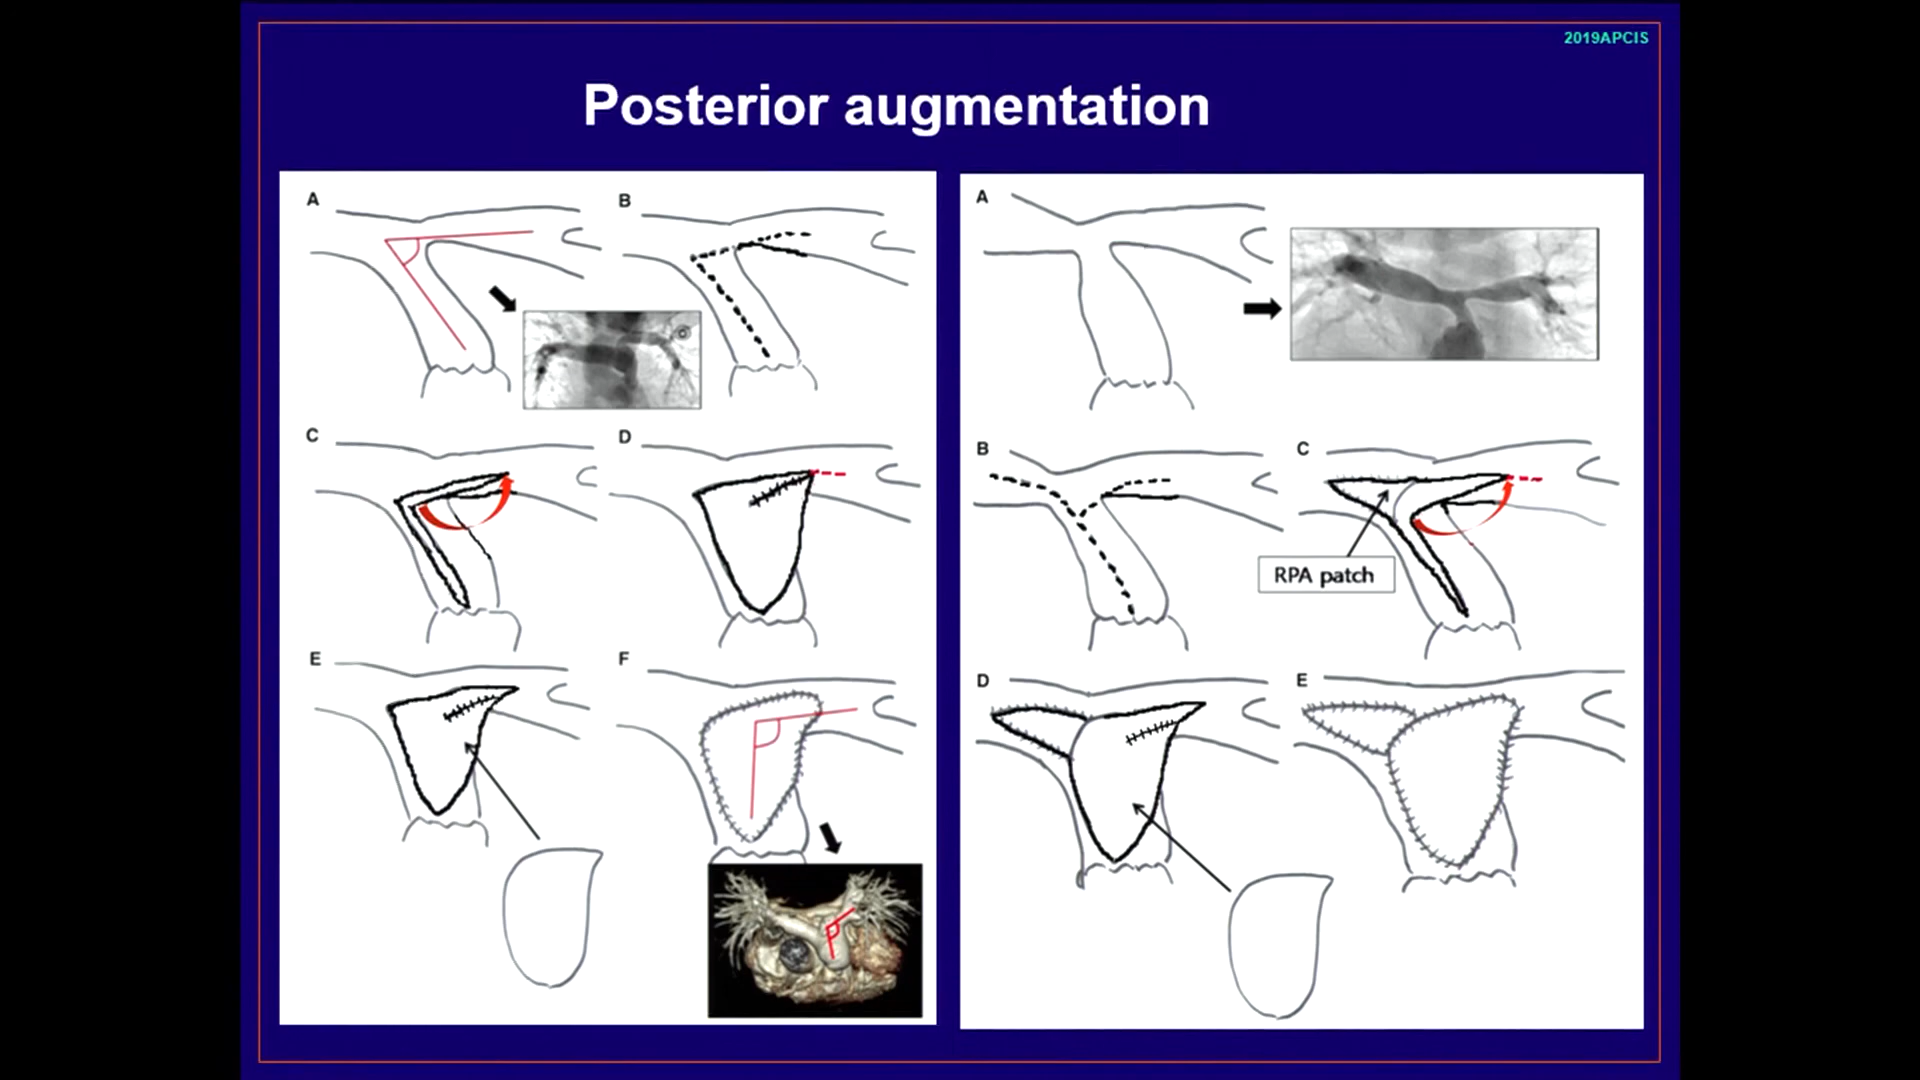 2019APCIS
Posterior augmentation
A
B
C
D
E
F
A
B
C
RPA patch
D
E